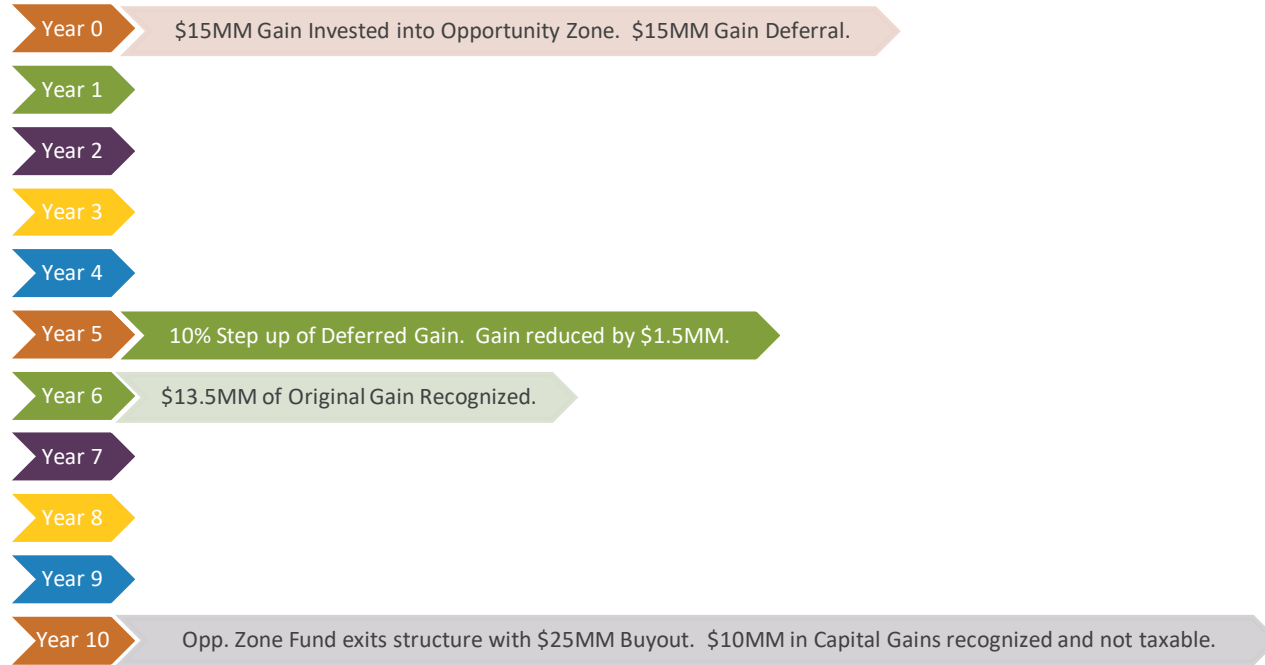 Year 0 $15MM Gain Invested into Opportunity Zone. $15MM Gain Deferral.
Year 1
Year 2
Year 3
Year 4
Year 5 10% Step up of Deferred Gain. Gain reduced by $1.5MM.
Year 6 $13.5MM of Original Gain Recognized.
Year 7
Year 8
Year 9
Year 10 Opp. Zone Fund exits structure with $25MM Buyout. $10MM in Capital Gains recognized and not taxable.